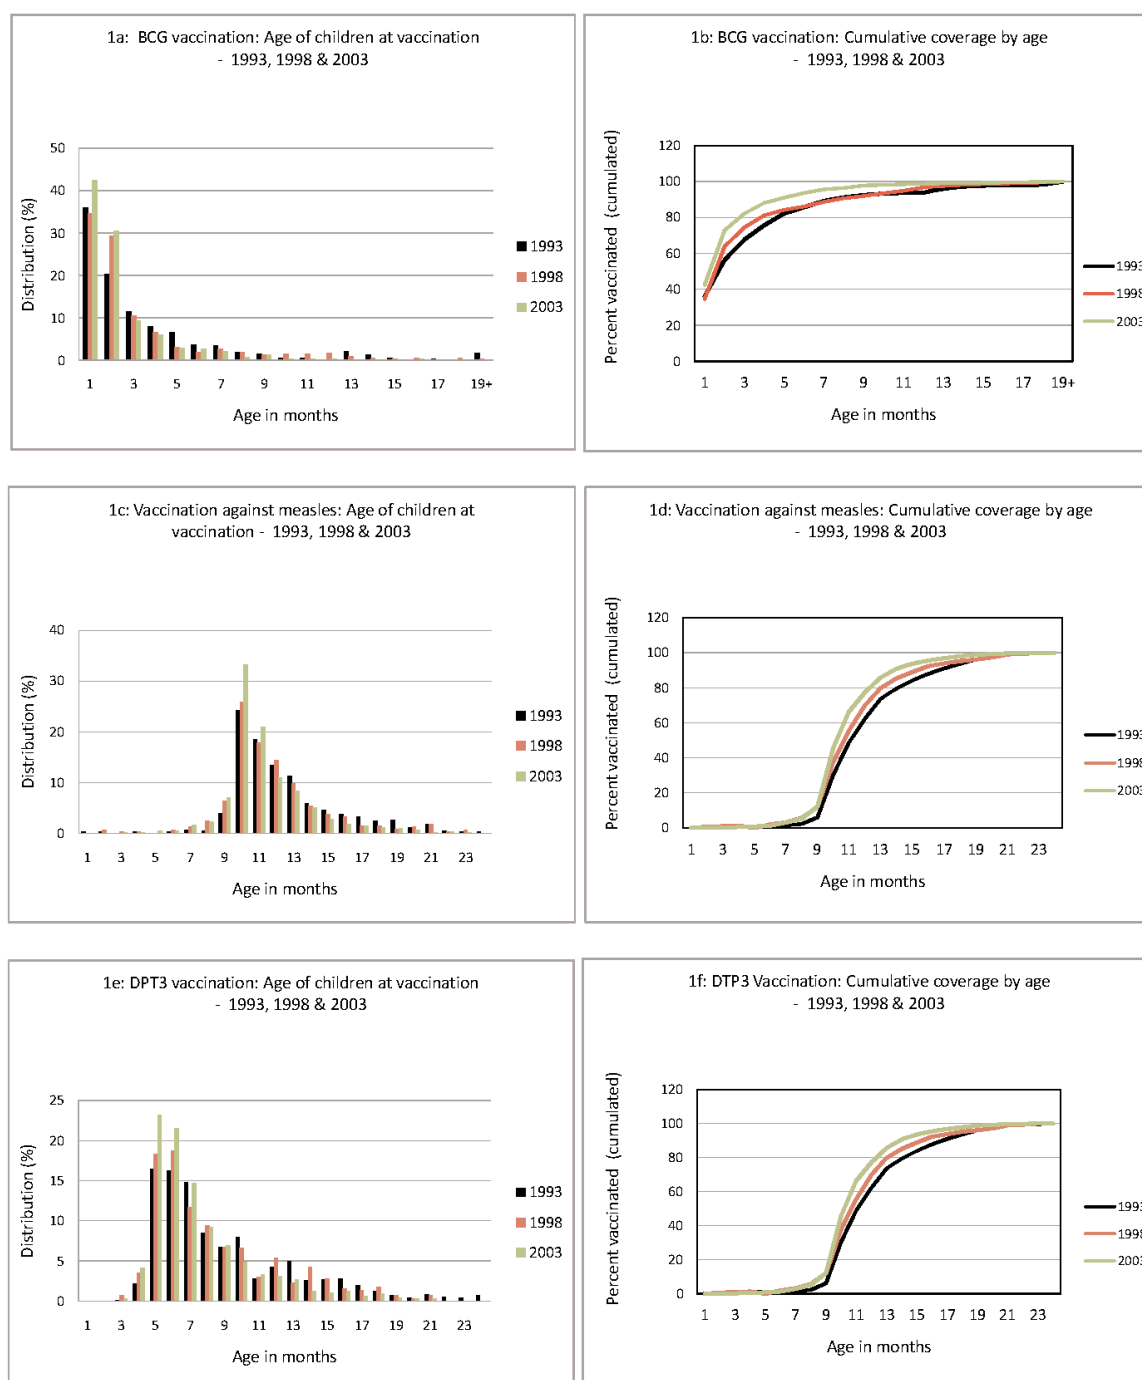 1a: BCG vaccination: Age of children at vaccination
- 1993, 1998 & 2003
Distribution (%)
50
40
30
20
10
0
1 3 5 7 9 11 13 15 17 19+
Age in months
1993
1998
2003
1b: BCG vaccination: Cumulative coverage by age
- 1993, 1998 & 2003
Percent vaccinated (cumulated)
120
100
80
60
40
20
0
1 3 5 7 9 11 13 15 17 19+
Age in months
1993
1998
2003
1c: Vaccination against measles: Age of children at
vaccination - 1993, 1998 & 2003
Distribution (%)
40
30
20
10
0
1 3 5 7 9 11 13 15 17 19 21 23
Age in months
1993
1998
2003
1d: Vaccination against measles: Cumulative coverage by age
- 1993, 1998 & 2003
Percent vaccinated (cumulated)
120
100
80
60
40
20
0
1 3 5 7 9 11 13 15 17 19 21 23
Age in months
1993
1998
2003
1e: DPT3 vaccination: Age of children at vaccination
- 1993, 1998 & 2003
Distribution (%)
25
20
15
10
5
0
1 3 5 7 9 11 13 15 17 19 21 23
Age in months
1993
1998
2003
1f: DTP3 Vaccination: Cumulative coverage by age
- 1993, 1998 & 2003
Percent vaccinated (cumulated)
120
100
80
60
40
20
0
1 3 5 7 9 11 13 15 17 19 21 23
Age in months
1993
1998
2003